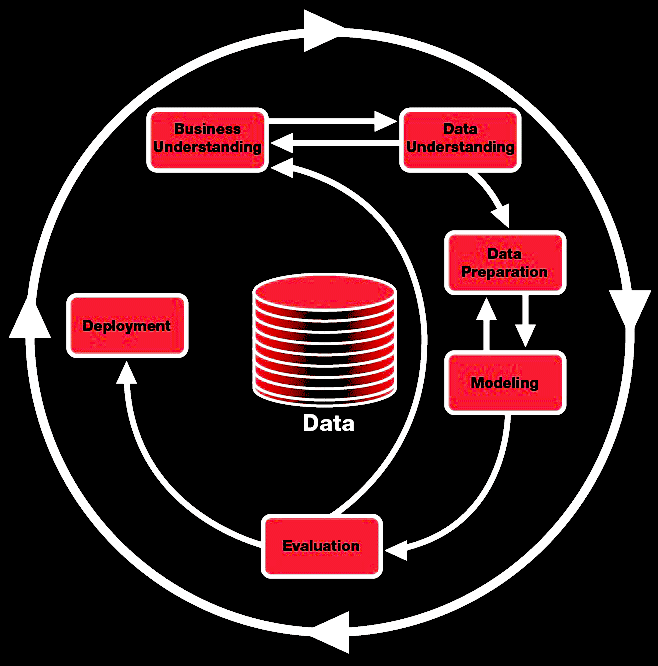 Business
Understanding
Data
Understanding
Data
Preparation
Deployment
Modeling
Data
Evaluation